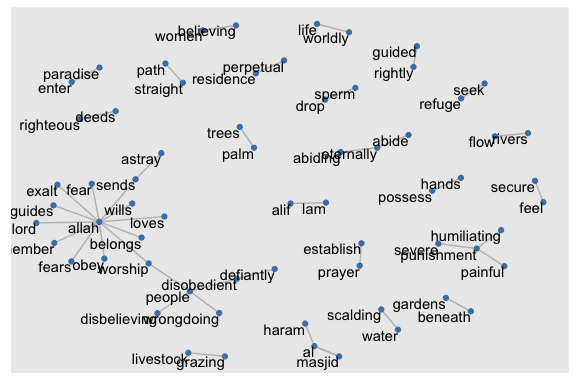 believing
women
life
worldly
guided
rightly
paradise
enter
path
straight
perpetual
residence
sperm
drop
seek
refuge
deeds
righteous
trees
palm
abide
eternally
abiding
rivers
flow
astray
sends
exalt
fear
guides
wills
loves
lord
allah
belongs
ember
fears
obey
worship
hands
possess
secure
feel
alif
lam
humiliating
severe
punishment
painful
establish
prayer
defiantly
disobedient
people
disbelieving
wrongdoing
gardens
beneath
scalding
water
haram
al
masjid
livestock
grazing